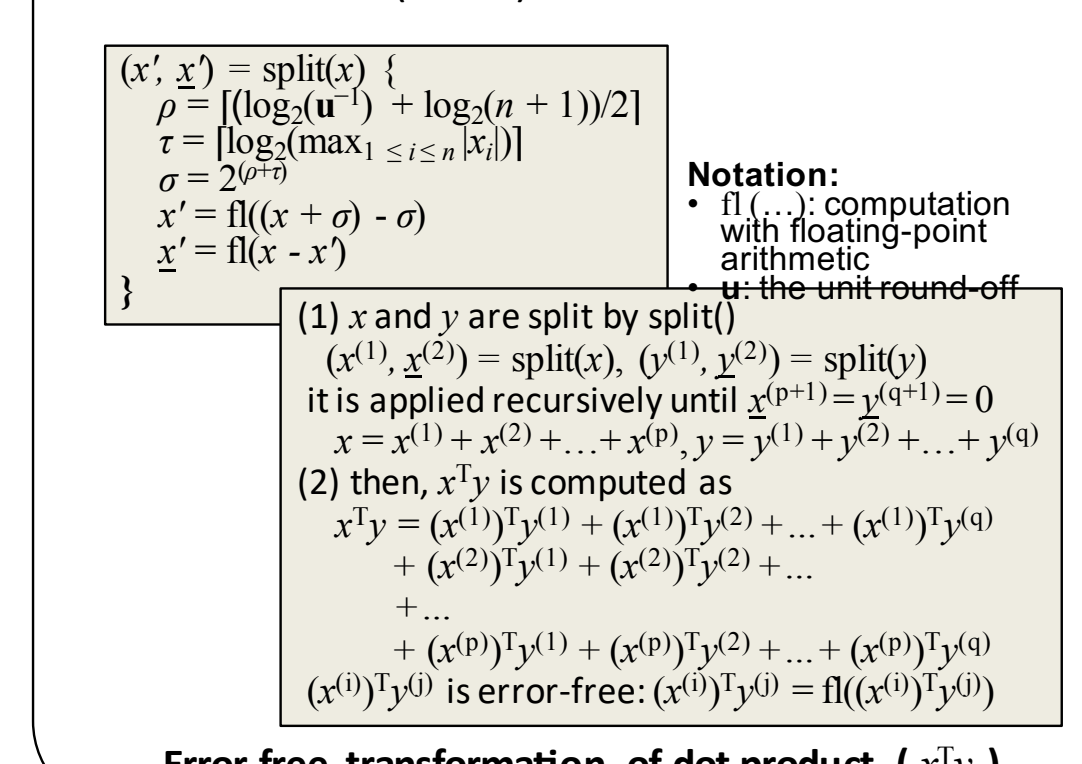 (x′, x̲′) = split(x) {
ρ = ⌈(log₂(u⁻¹) + log₂(n + 1))/2⌉
τ = ⌈log₂(max₁ ≤ i ≤ n |xᵢ|)⌉
σ = 2^(ρ+τ)
x′ = fl((x + σ) - σ)
x̲′ = fl(x - x′)
}
Notation:
• fl (…): computation
with floating-point
arithmetic
• u: the unit round-off
(1) x and y are split by split()
(x⁽¹⁾, x̲⁽²⁾) = split(x), (y⁽¹⁾, y̲⁽²⁾) = split(y)
it is applied recursively until x̲⁽ᵖ⁺¹⁾ = y̲^(q+1) = 0
x = x⁽¹⁾ + x⁽²⁾ +…+ x⁽ᵖ⁾, y = y⁽¹⁾ + y⁽²⁾ +…+ y^(q)
(2) then, xᵀy is computed as
xᵀy = (x⁽¹⁾)ᵀy⁽¹⁾ + (x⁽¹⁾)ᵀy⁽²⁾ + ... + (x⁽¹⁾)ᵀy^(q)
+ (x⁽²⁾)ᵀy⁽¹⁾ + (x⁽²⁾)ᵀy⁽²⁾ + ...
+ ...
+ (x⁽ᵖ⁾)ᵀy⁽¹⁾ + (x⁽ᵖ⁾)ᵀy⁽²⁾ + ... + (x⁽ᵖ⁾)ᵀy^(q)
(x⁽ⁱ⁾)ᵀy⁽ʲ⁾ is error-free: (x⁽ⁱ⁾)ᵀy⁽ʲ⁾ = fl((x⁽ⁱ⁾)ᵀy⁽ʲ⁾)
Error-free transformation of dot-product (xᵀy)